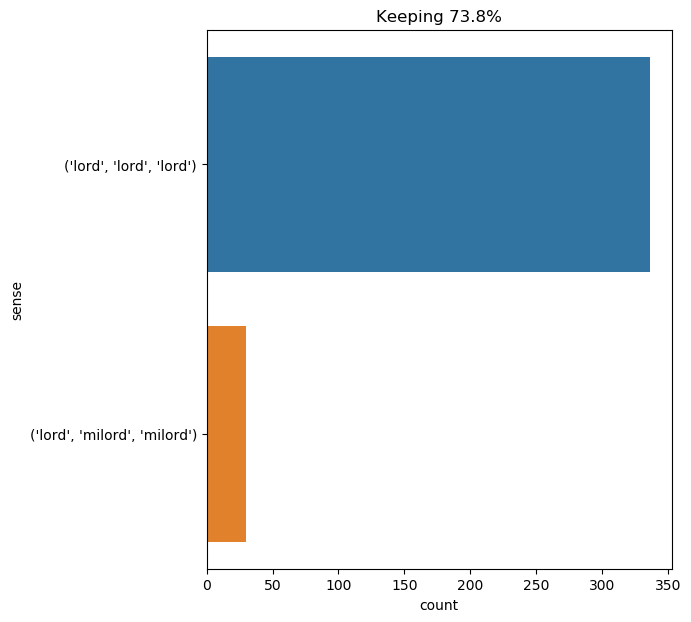 Keeping 73.8%
('lord', 'lord', 'lord')
('lord', 'milord', 'milord')
sense
0 50 100 150 200 250 300 350
count